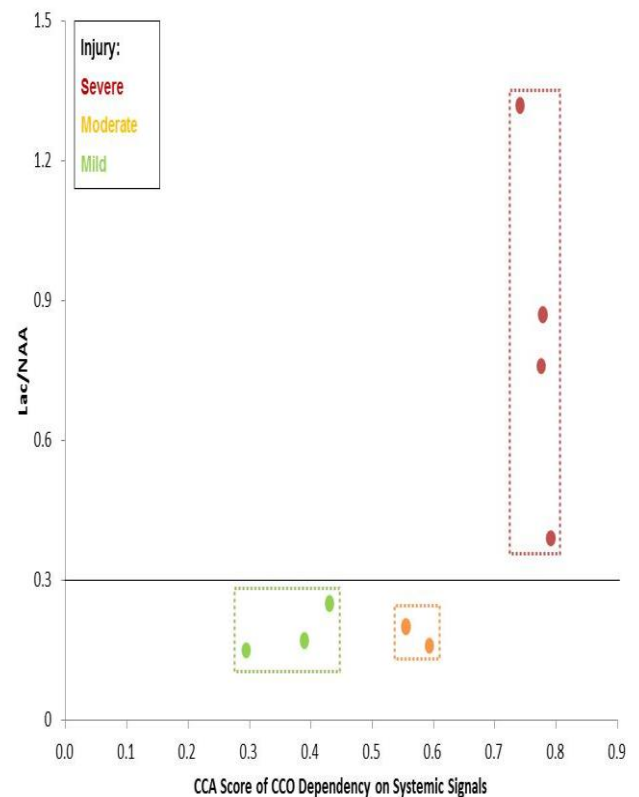 1.5
Injury:
Severe
Moderate
Mild
1.2
0.9
Lac/NAA
0.6
0.3
0
0.0 0.1 0.2 0.3 0.4 0.5 0.6 0.7 0.8 0.9
CCA Score of CCO Dependency on Systemic Signals